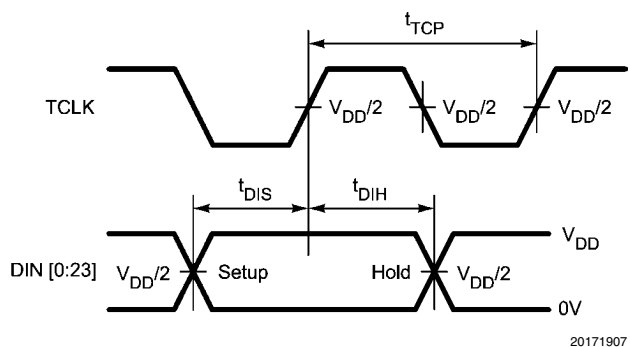 tTCP
TCLK
VDD/2
VDD/2
VDD/2
tDIS
tDIH
VDD
DIN [0:23]
VDD/2
Setup
Hold
VDD/2
0V
20171907